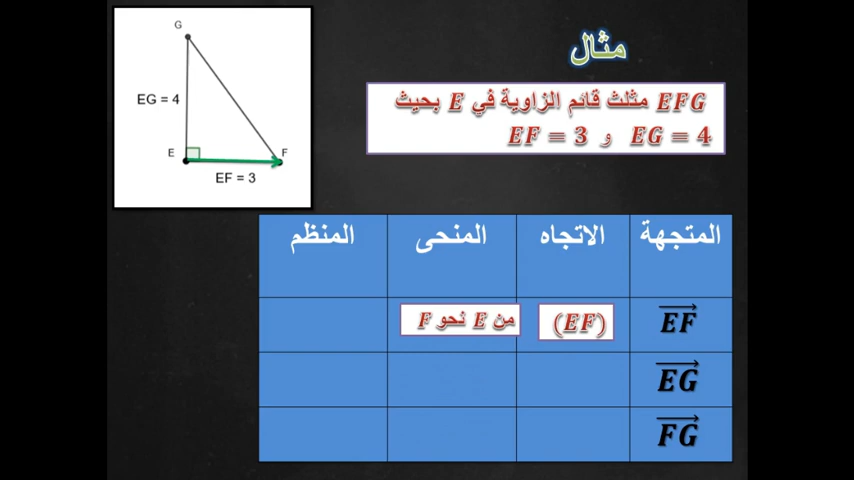 مثال
EFG مثلث قائم الزاوية في E بحيث
EG = 4 و EF = 3
G
EG = 4
E
F
EF = 3
المتجهة الاتجاه المنحى المنظم
EF (EF) من E نحو F
EG
FG